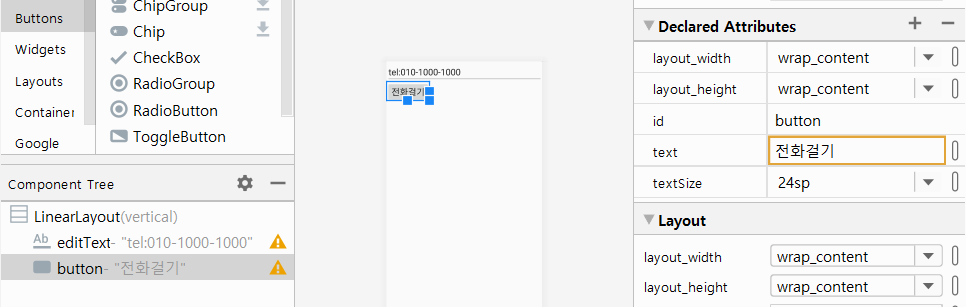 Buttons
Widgets
Layouts
Container
Google
ChipGroup
Chip
CheckBox
RadioGroup
RadioButton
ToggleButton
Component Tree
LinearLayout(vertical)
Ab editText- "tel:010-1000-1000"
button- "전화걸기"
tel:010-1000-1000
전화걸기
Declared Attributes
layout_width wrap_content
layout_height wrap_content
id button
text 전화걸기
textSize 24sp
Layout
layout_width wrap_content
layout_height wrap_content